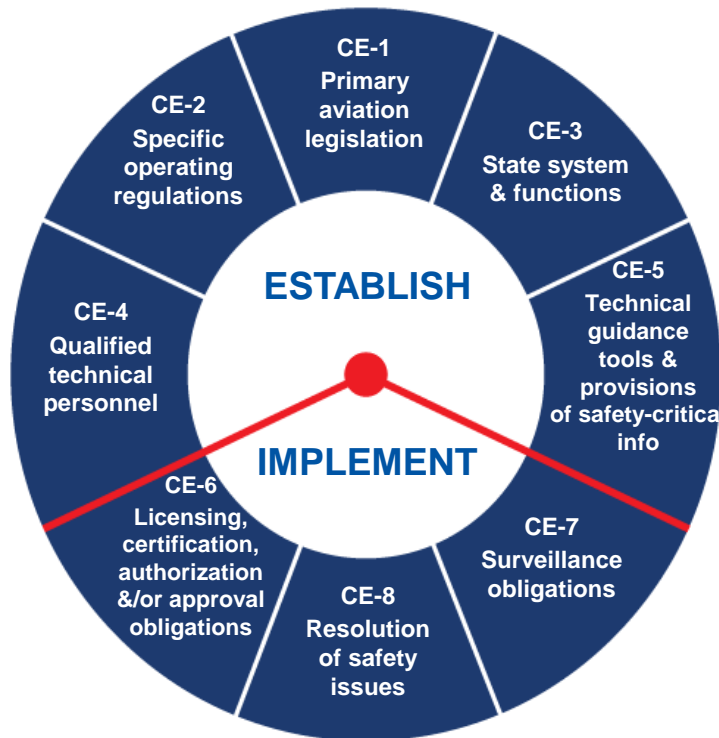 CE-1
Primary
aviation
legislation
CE-2
Specific
operating
regulations
CE-3
State system
& functions
ESTABLISH
CE-4
Qualified
technical
personnel
CE-5
Technical
guidance
tools &
provisions
of safety-critica
info
IMPLEMENT
CE-6
Licensing,
certification,
authorization
&/or approval
obligations
CE-7
Surveillance
obligations
CE-8
Resolution
of safety
issues